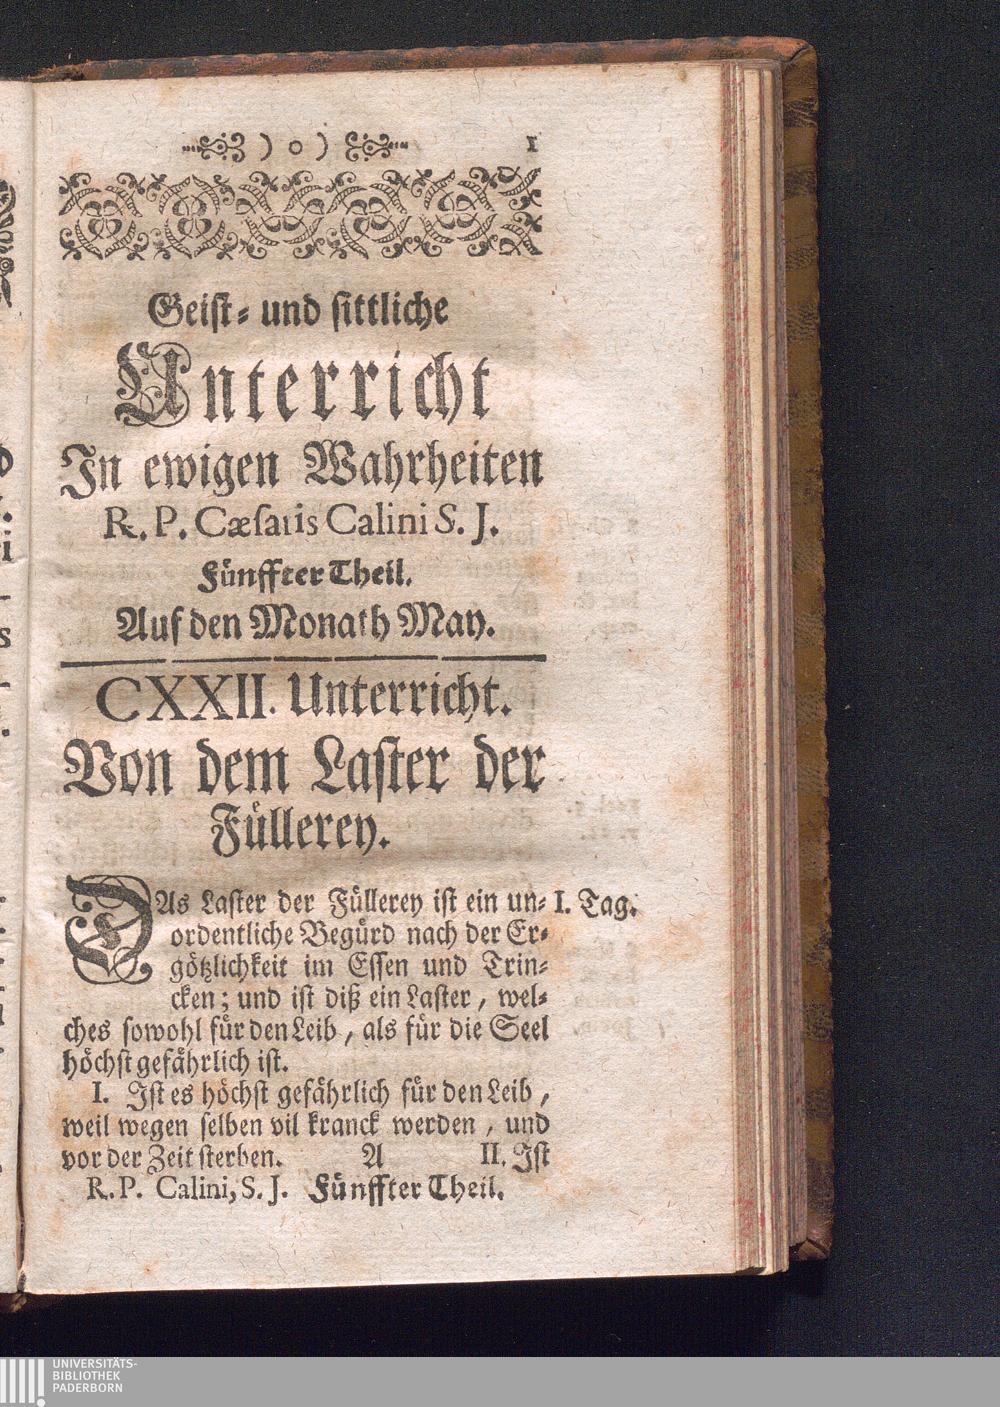 ) o ( 1
Geist- und sittliche
Unterricht
In ewigen Wahrheiten
R. P. Cæsaris Calini S. J.
Fünffter Theil.
Auf den Monath May.
CXXII. Unterricht.
Von dem Laster der
Füllerey.
DAs Laster der Füllerey ist ein un- I. Tag.
ordentliche Begürd nach der Er-
götzlichkeit im Essen und Trin-
cken; und ist diß ein Laster, wel-
ches sowohl für den Leib, als für die Seel
höchst gefährlich ist.
I. Ist es höchst gefährlich für den Leib,
weil wegen selben vil kranck werden, und
vor der Zeit sterben. A II. Ist
R. P. Calini, S. J. Fünffter Theil.
UNIVERSITÄTS-
BIBLIOTHEK
PADERBORN